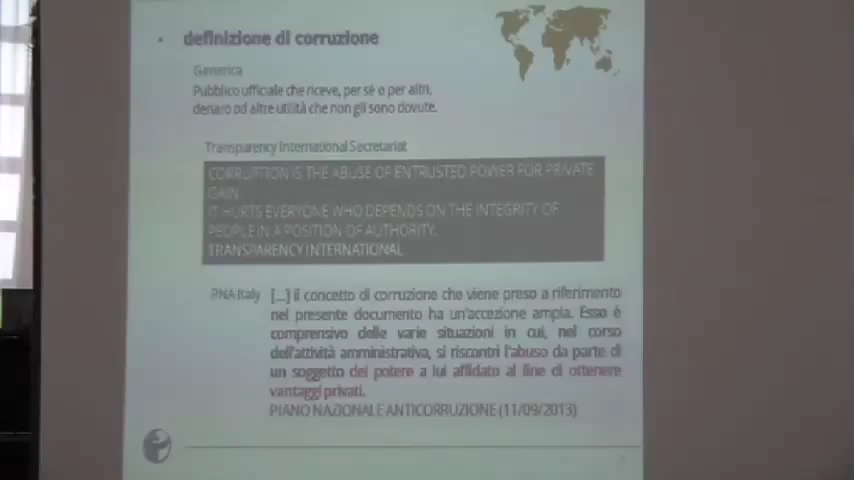 definizione di corruzione
Generica
Pubblico ufficiale che riceve, per sé o per altri,
denaro od altre utilità che non gli sono dovute.
Transparency International Secretariat
CORRUPTION IS THE ABUSE OF ENTRUSTED POWER FOR PRIVATE
GAIN.
IT HURTS EVERYONE WHO DEPENDS ON THE INTEGRITY OF
PEOPLE IN A POSITION OF AUTHORITY.
TRANSPARENCY INTERNATIONAL
PNA Italy [...] il concetto di corruzione che viene preso a riferimento
nel presente documento ha un'accezione ampia. Esso è
comprensivo delle varie situazioni in cui, nel corso
dell'attività amministrativa, si riscontri l'abuso da parte di
un soggetto del potere a lui affidato al fine di ottenere
vantaggi privati.
PIANO NAZIONALE ANTICORRUZIONE (11/09/2013)